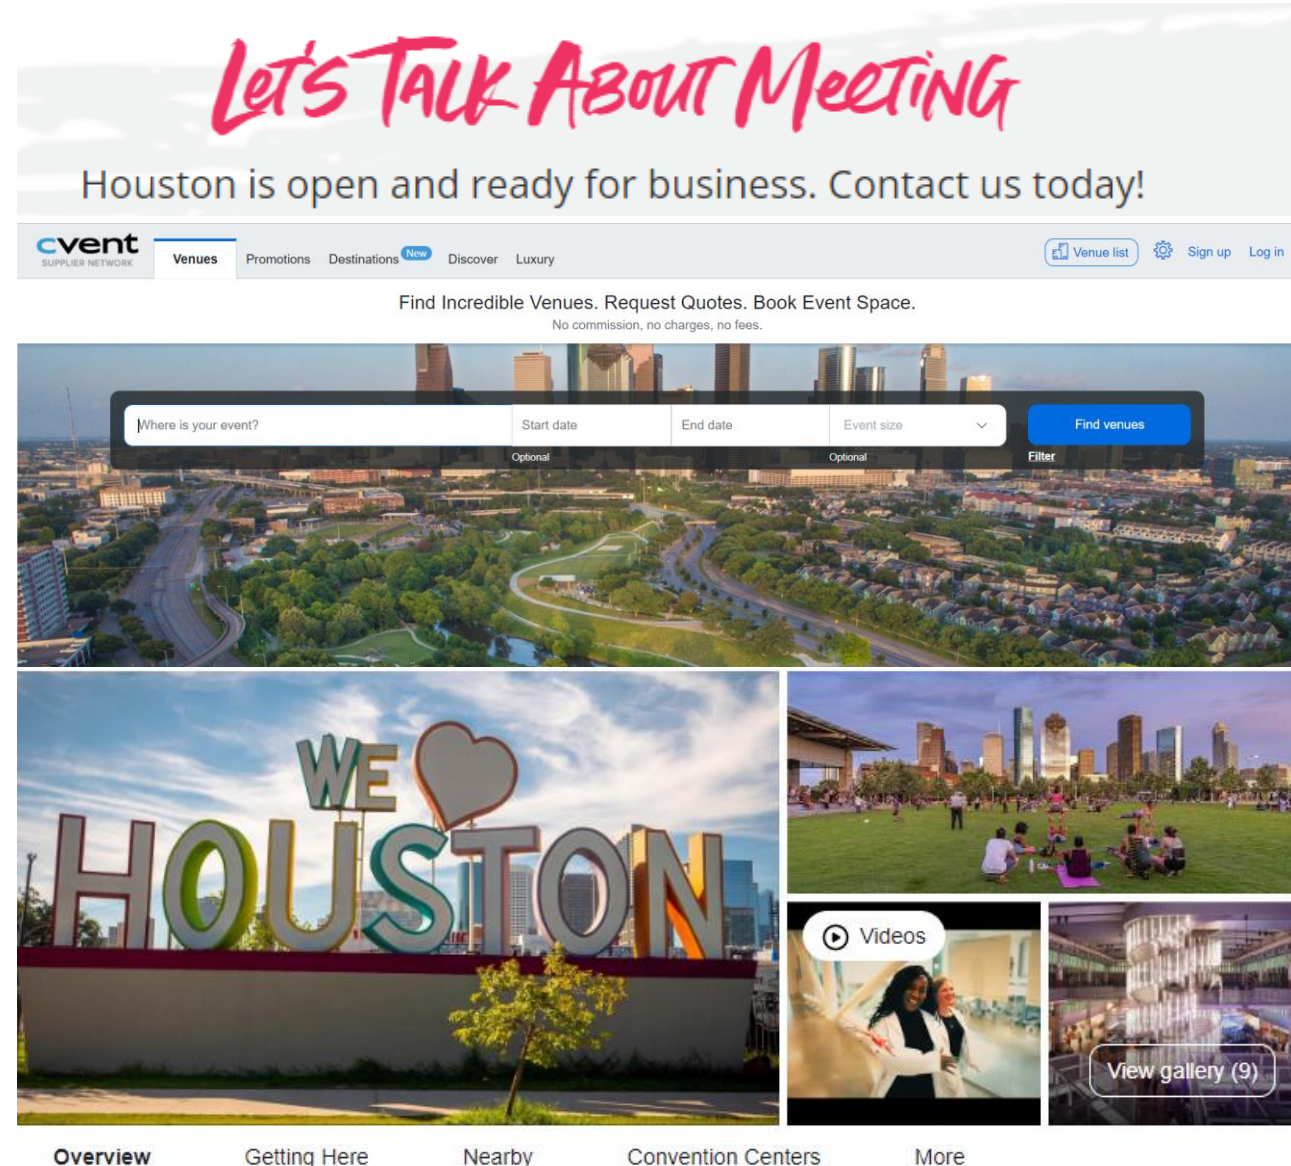 Let's Talk About Meeting
Houston is open and ready for business. Contact us today!
cvent
SUPPLIER NETWORK
Venues Promotions Destinations New Discover Luxury Venue list Sign up Log in
Find Incredible Venues. Request Quotes. Book Event Space.
No commission, no charges, no fees.
Where is your event? Start date End date Event size Find venues
Optional Optional Filter
WE
HOUSTON
Videos
View gallery (9)
Overview Getting Here Nearby Convention Centers More